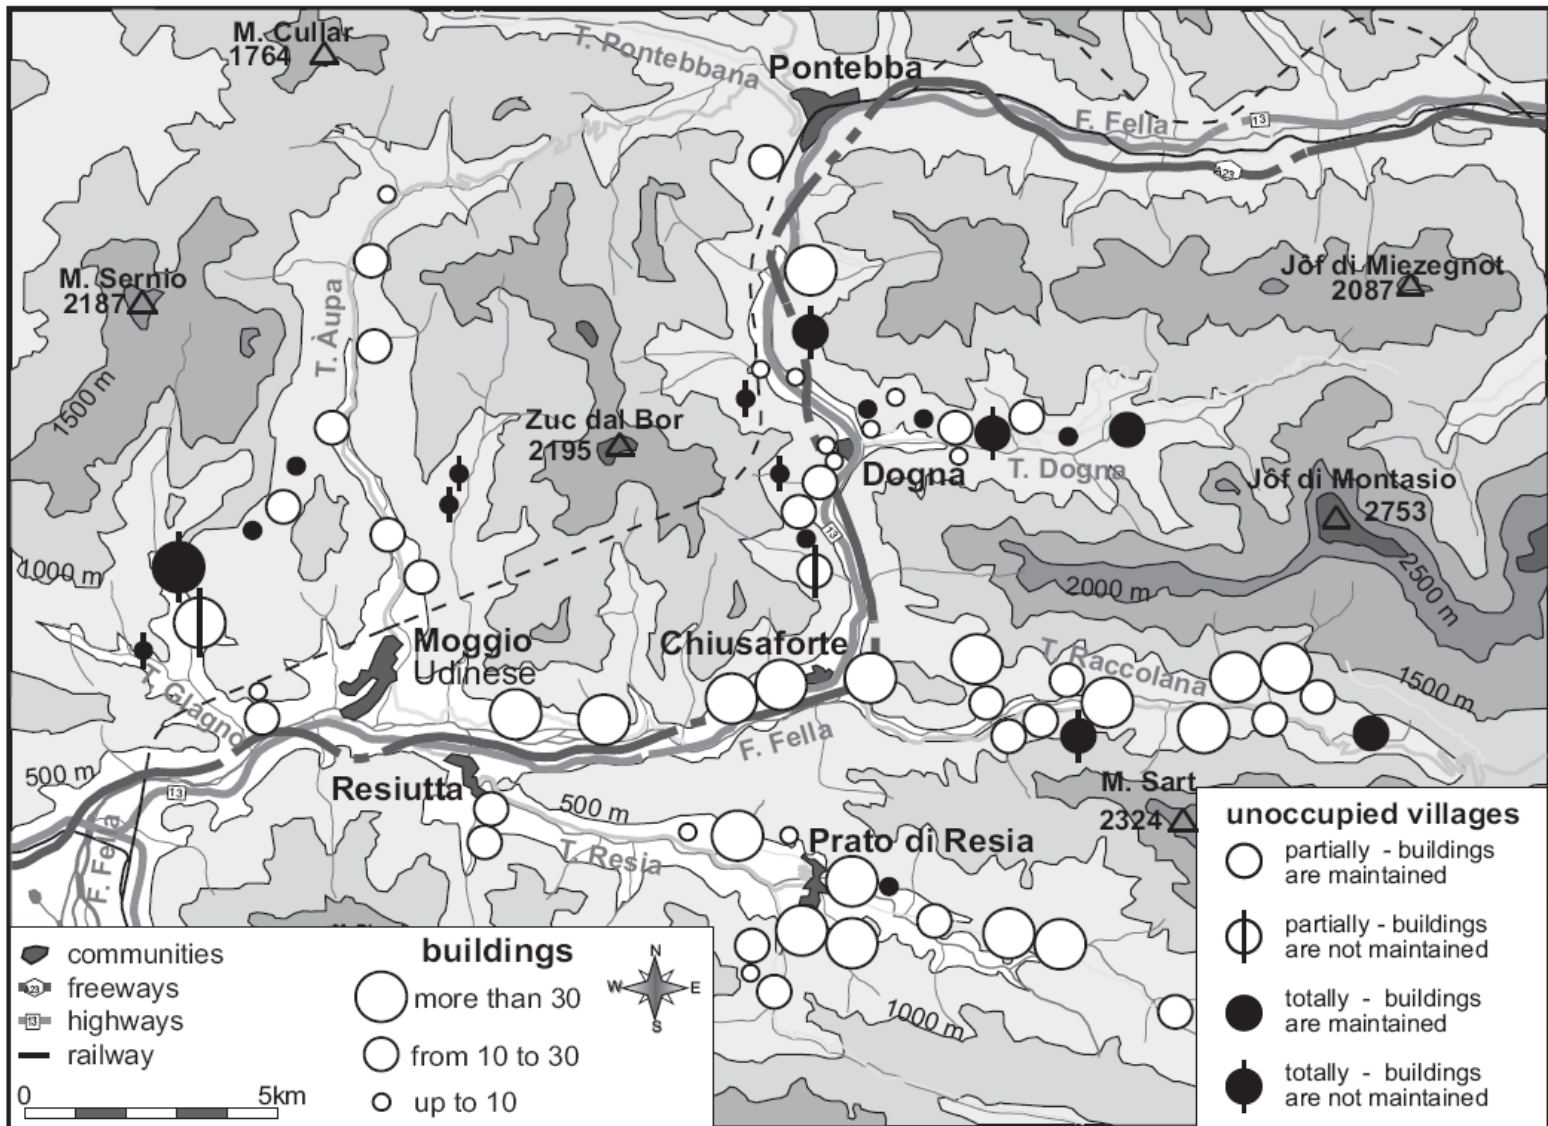 M. Cullar
1764
T. Pontebbana
Pontebba
F. Fella
13
A23
M. Sernio
2187
T. Àupa
Jôf di Miezegnot
2087
1500 m
Zuc dal Bor
2195
Dogna
T. Dogna
Jôf di Montasio
2753
13
1000 m
2000 m
2500 m
Moggio
Udinese
Chiusaforte
T. Raccolana
1500 m
T. Glagno
F. Fella
500 m
13
Resiutta
500 m
M. Sart
2324
T. Resia
Prato di Resia
F. Fella
1000 m
communities
A23 freeways
13 highways
railway
0 5km
buildings
more than 30
from 10 to 30
up to 10
N
W E
S
unoccupied villages
partially - buildings
are maintained
partially - buildings
are not maintained
totally - buildings
are maintained
totally - buildings
are not maintained